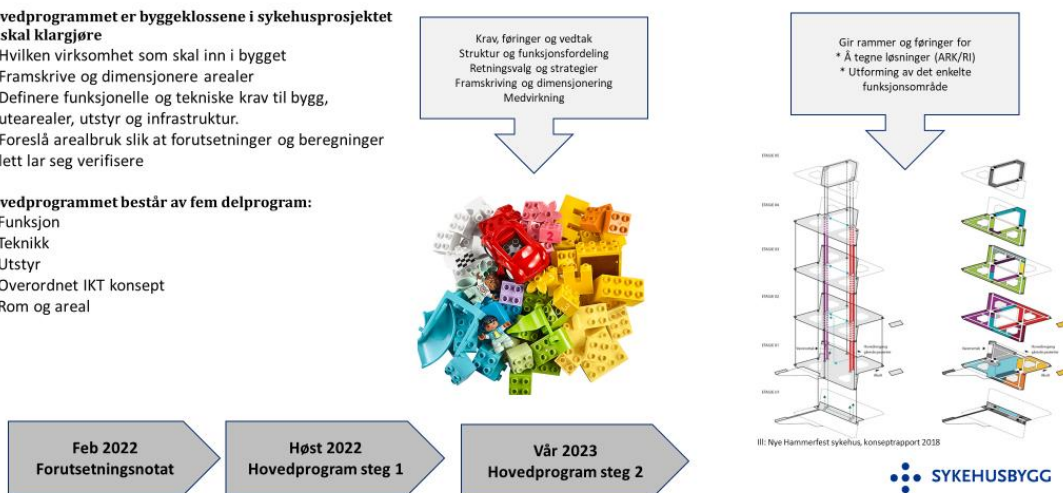 vedprogrammet er byggeklossene i sykehusprosjektet
skal klargjøre
Hvilken virksomhet som skal inn i bygget
Framskrive og dimensjonere arealer
Definere funksjonelle og tekniske krav til bygg,
utearealer, utstyr og infrastruktur.
Foreslå arealbruk slik at forutsetninger og beregninger
lett lar seg verifisere
vedprogrammet består av fem delprogram:
Funksjon
Teknikk
Utstyr
Overordnet IKT konsept
Rom og areal
Krav, føringer og vedtak
Struktur og funksjonsfordeling
Retningsvalg og strategier
Framskriving og dimensjonering
Medvirkning
Gir rammer og føringer for
* Å tegne løsninger (ARK/RI)
* Utforming av det enkelte
funksjonsområde
2
Feb 2022
Forutsetningsnotat
Høst 2022
Hovedprogram steg 1
Vår 2023
Hovedprogram steg 2
Ill: Nye Hammerfest sykehus, konseptrapport 2018
SYKEHUSBYGG